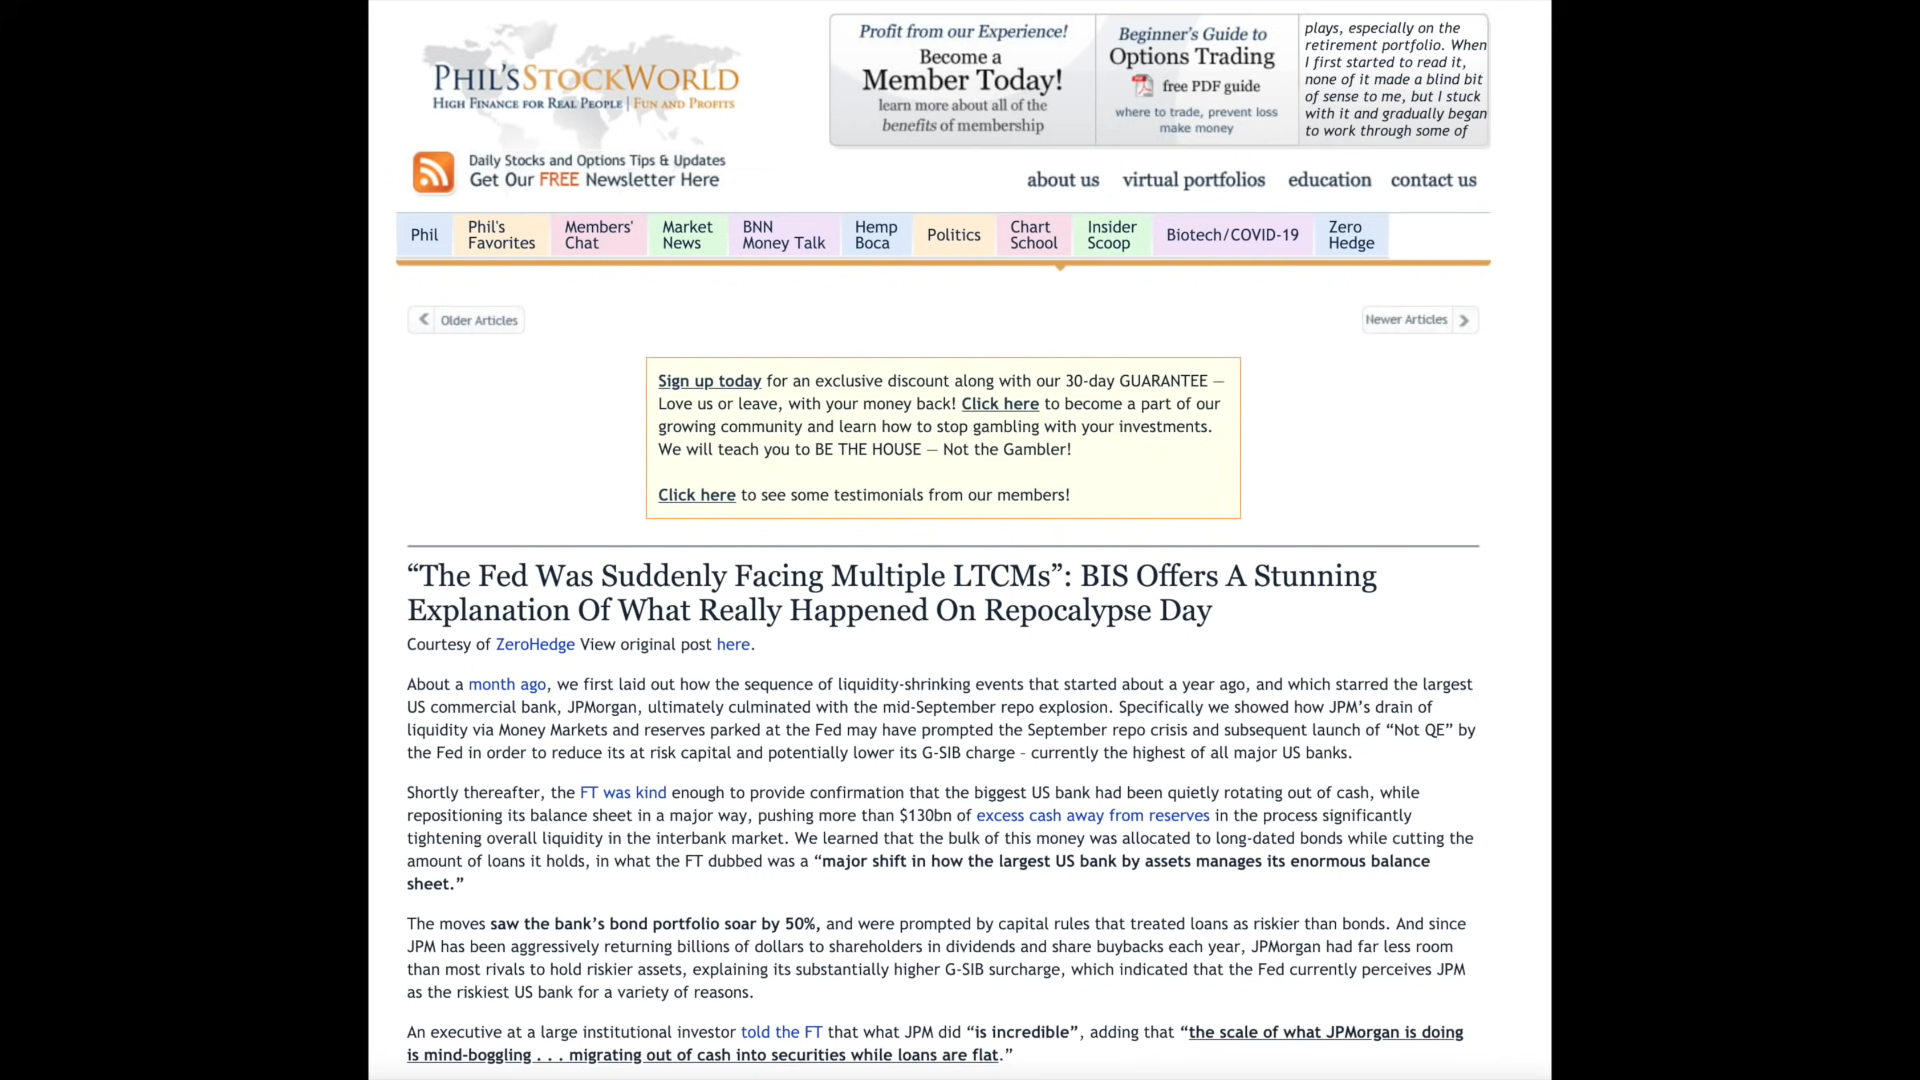 PHIL'SSTOCKWORLD
HIGH FINANCE FOR REAL PEOPLE | FUN AND PROFITS
Daily Stocks and Options Tips & Updates
Get Our FREE Newsletter Here
Profit from our Experience!
Become a
Member Today!
learn more about all of the
benefits of membership
Beginner's Guide to
Options Trading
free PDF guide
where to trade, prevent loss
make money
plays, especially on the
retirement portfolio. When
I first started to read it,
none of it made a blind bit
of sense to me, but I stuck
with it and gradually began
to work through some of
about us virtual portfolios education contact us
Phil
Phil's
Favorites
Members'
Chat
Market
News
BNN
Money Talk
Hemp
Boca
Politics
Chart
School
Insider
Scoop
Biotech/COVID-19
Zero
Hedge
Older Articles
Newer Articles
Sign up today for an exclusive discount along with our 30-day GUARANTEE —
Love us or leave, with your money back! Click here to become a part of our
growing community and learn how to stop gambling with your investments.
We will teach you to BE THE HOUSE — Not the Gambler!
Click here to see some testimonials from our members!
“The Fed Was Suddenly Facing Multiple LTCMs”: BIS Offers A Stunning
Explanation Of What Really Happened On Repocalypse Day
Courtesy of ZeroHedge View original post here.
About a month ago, we first laid out how the sequence of liquidity-shrinking events that started about a year ago, and which starred the largest
US commercial bank, JPMorgan, ultimately culminated with the mid-September repo explosion. Specifically we showed how JPM’s drain of
liquidity via Money Markets and reserves parked at the Fed may have prompted the September repo crisis and subsequent launch of “Not QE” by
the Fed in order to reduce its at risk capital and potentially lower its G-SIB charge - currently the highest of all major US banks.
Shortly thereafter, the FT was kind enough to provide confirmation that the biggest US bank had been quietly rotating out of cash, while
repositioning its balance sheet in a major way, pushing more than $130bn of excess cash away from reserves in the process significantly
tightening overall liquidity in the interbank market. We learned that the bulk of this money was allocated to long-dated bonds while cutting the
amount of loans it holds, in what the FT dubbed was a “major shift in how the largest US bank by assets manages its enormous balance
sheet.”
The moves saw the bank’s bond portfolio soar by 50%, and were prompted by capital rules that treated loans as riskier than bonds. And since
JPM has been aggressively returning billions of dollars to shareholders in dividends and share buybacks each year, JPMorgan had far less room
than most rivals to hold riskier assets, explaining its substantially higher G-SIB surcharge, which indicated that the Fed currently perceives JPM
as the riskiest US bank for a variety of reasons.
An executive at a large institutional investor told the FT that what JPM did “is incredible”, adding that “the scale of what JPMorgan is doing
is mind-boggling . . . migrating out of cash into securities while loans are flat.”